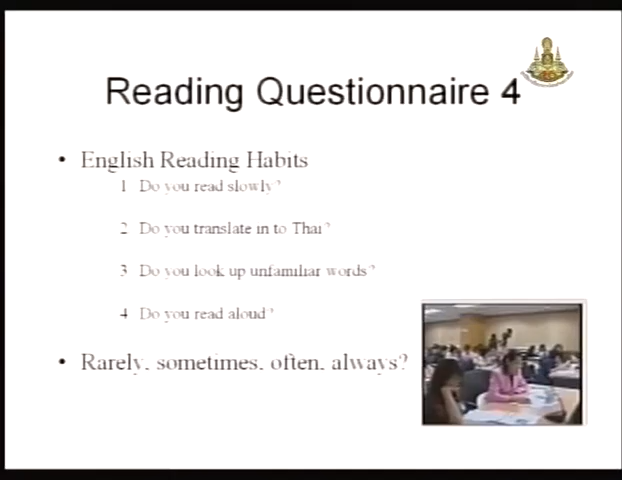 Reading Questionnaire 4
• English Reading Habits
1 Do you read slowly?
2 Do you translate in to Thai?
3 Do you look up unfamiliar words?
4 Do you read aloud?
• Rarely, sometimes, often, always?